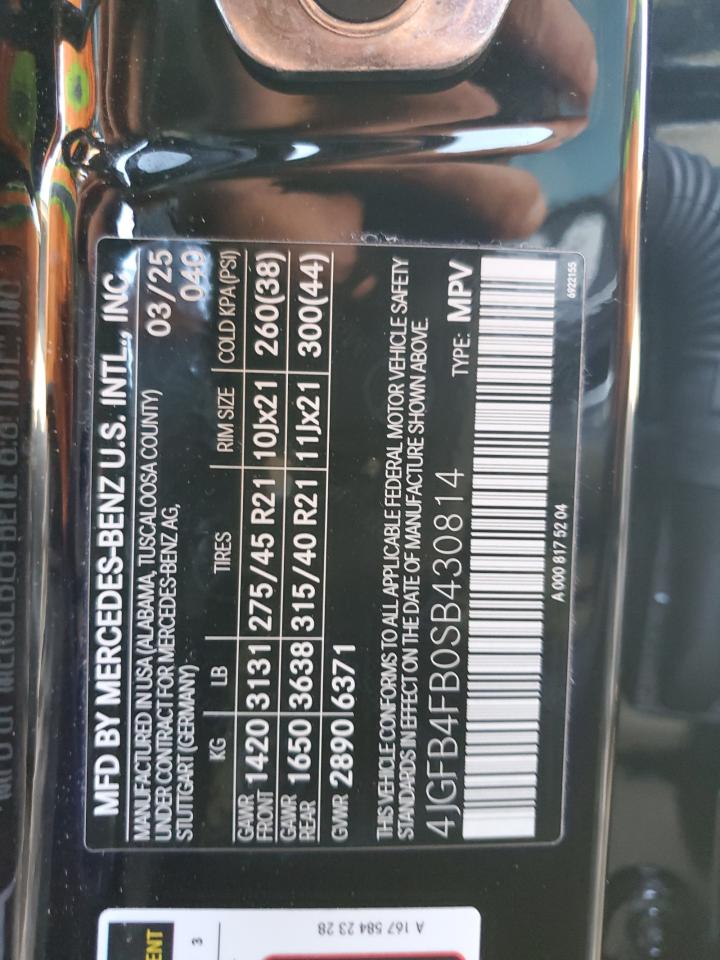 MFD BY MERCEDES-BENZ U.S. INTL., INC.
MANUFACTURED IN USA (ALABAMA, TUSCALOOSA COUNTY) 03/25
UNDER CONTRACT FOR MERCEDES-BENZ AG, 040
STUTTGART (GERMANY)
KG LB TIRES RIM SIZE COLD KPA (PSI)
GAWR FRONT 1420 3131 275/45 R21 10Jx21 260(38)
GAWR REAR 1650 3638 315/40 R21 11Jx21 300(44)
GVWR 2890 6371
THIS VEHICLE CONFORMS TO ALL APPLICABLE FEDERAL MOTOR VEHICLE SAFETY
STANDARDS IN EFFECT ON THE DATE OF MANUFACTURE SHOWN ABOVE.
4JGFB4FB0SB430814 TYPE: MPV
A 000 817 52 04 6922155
3
A 167 584 23 28